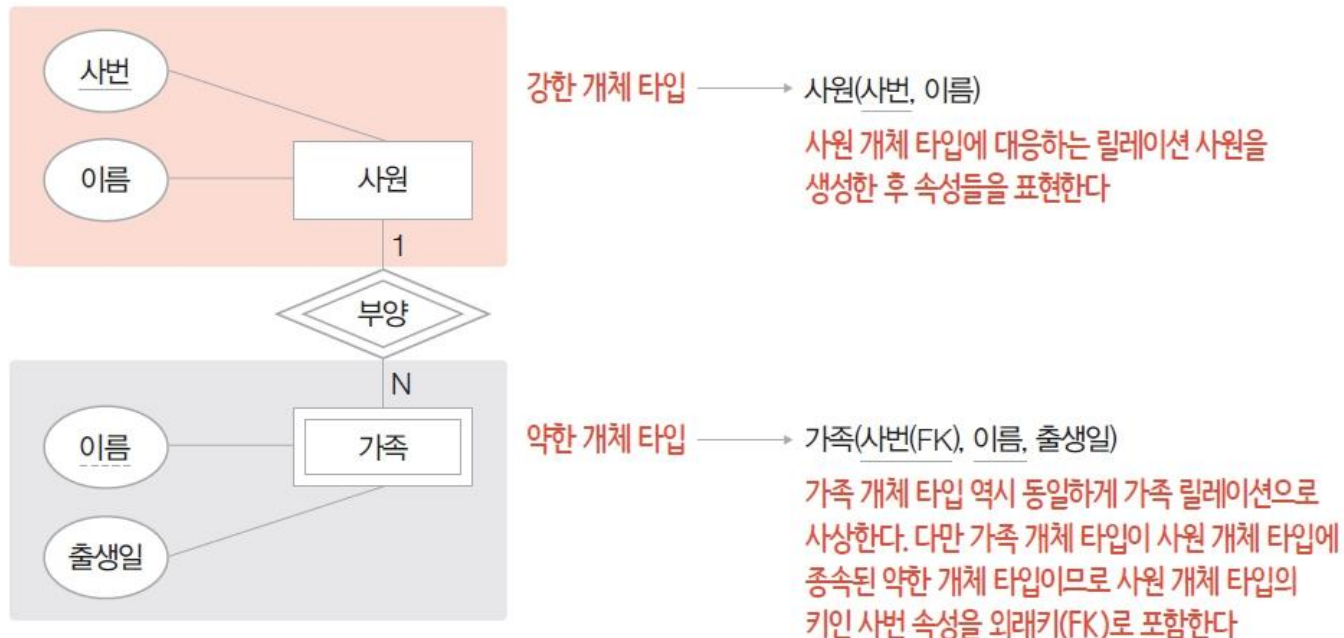 사번
이름
사원
1
부양
N
이름
가족
출생일
강한 개체 타입
사원(사번, 이름)
사원 개체 타입에 대응하는 릴레이션 사원을
생성한 후 속성들을 표현한다
약한 개체 타입
가족(사번(FK), 이름, 출생일)
가족 개체 타입 역시 동일하게 가족 릴레이션으로
사상한다. 다만 가족 개체 타입이 사원 개체 타입에
종속된 약한 개체 타입이므로 사원 개체 타입의
키인 사번 속성을 외래키(FK)로 포함한다